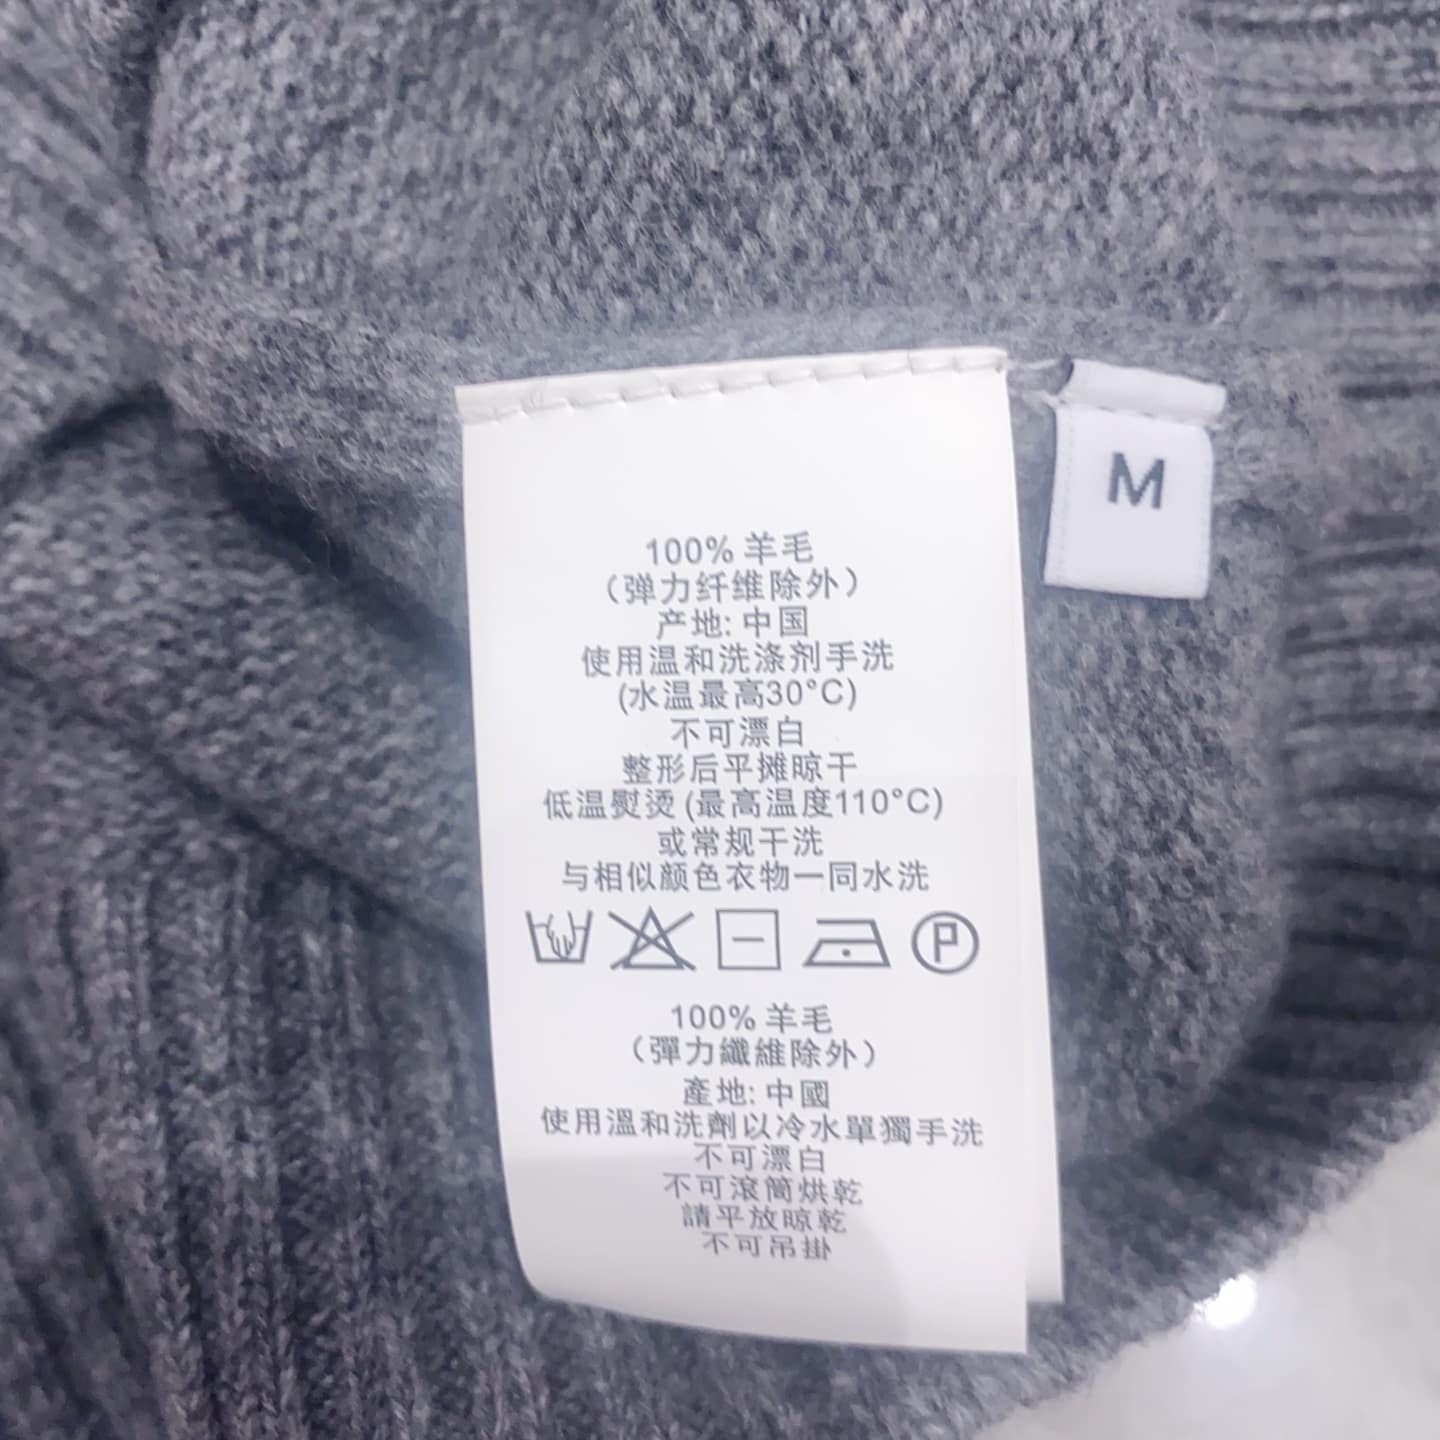 M
100% 羊毛
（弹力纤维除外）
产地: 中国
使用温和洗涤剂手洗
(水温最高30°C)
不可漂白
整形后平摊晾干
低温熨烫 (最高温度110°C)
或常规干洗
与相似颜色衣物一同水洗
P
100% 羊毛
（彈力纖維除外）
產地: 中國
使用溫和洗劑以冷水單獨手洗
不可漂白
不可滾筒烘乾
請平放晾乾
不可吊掛